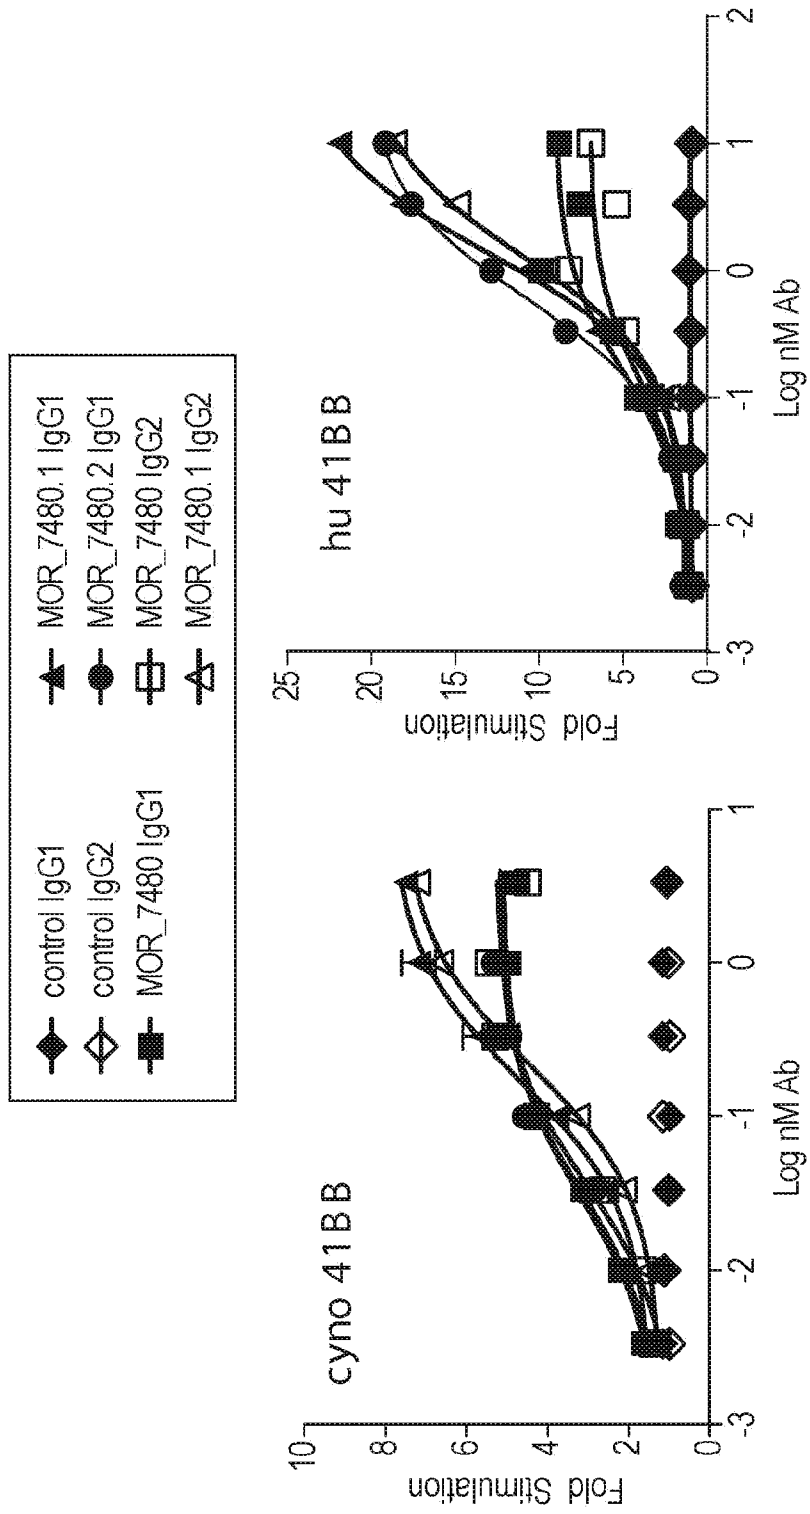 control IgG1
control IgG2
MOR_7480 IgG1
MOR_7480.1 IgG1
MOR_7480.2 IgG1
MOR_7480 IgG2
MOR_7480.1 IgG2
cyno 41BB
Fold Stimulation
10
8
6
4
2
0
-3
-2
-1
0
1
Log nM Ab
hu 41BB
Fold Stimulation
25
20
15
10
5
0
-3
-2
-1
0
1
2
Log nM Ab